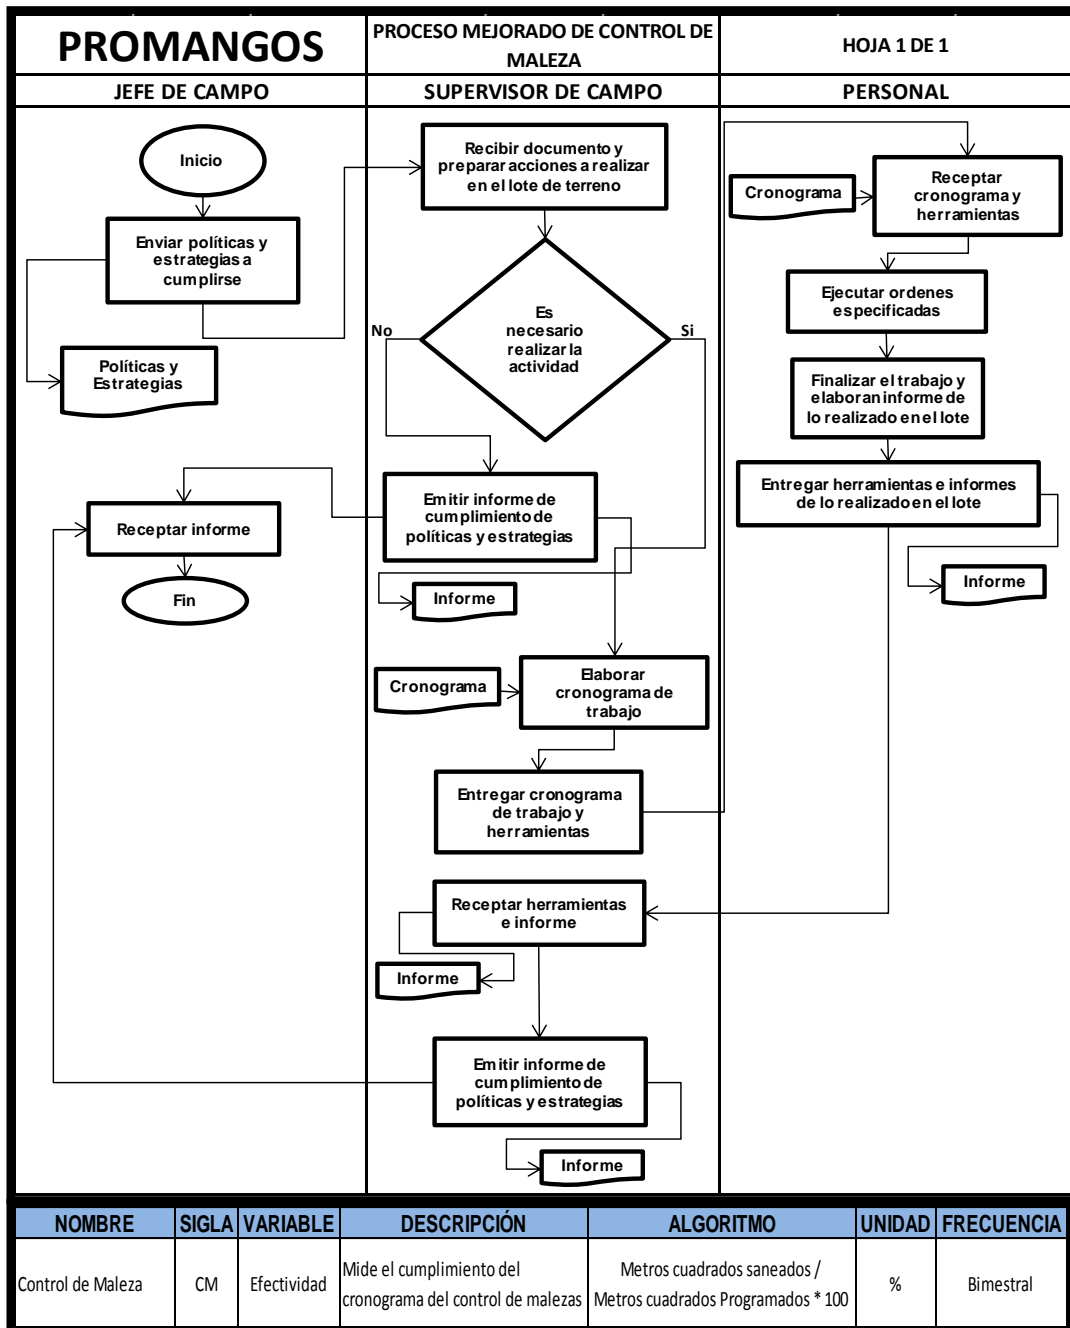 PROMANGOS
PROCESO MEJORADO DE CONTROL DE
MALEZA
HOJA 1 DE 1
JEFE DE CAMPO
SUPERVISOR DE CAMPO
PERSONAL
Inicio
Enviar políticas y
estrategias a
cumplirse
Políticas y
Estrategias
Receptar informe
Fin
Recibir documento y
preparar acciones a realizar
en el lote de terreno
Es
necesario
realizar la
actividad
No
Si
Emitir informe de
cumplimiento de
políticas y estrategias
Informe
Cronograma
Elaborar
cronograma de
trabajo
Entregar cronograma
de trabajo y
herramientas
Receptar herramientas
e informe
Informe
Emitir informe de
cumplimiento de
políticas y estrategias
Informe
Cronograma
Receptar
cronograma y
herramientas
Ejecutar ordenes
especificadas
Finalizar el trabajo y
elaboran informe de
lo realizado en el lote
Entregar herramientas e informes
de lo realizado en el lote
Informe
NOMBRE
SIGLA
VARIABLE
DESCRIPCIÓN
ALGORITMO
UNIDAD
FRECUENCIA
Control de Maleza
CM
Efectividad
Mide el cumplimiento del
cronograma del control de malezas
Metros cuadrados saneados /
Metros cuadrados Programados * 100
%
Bimestral